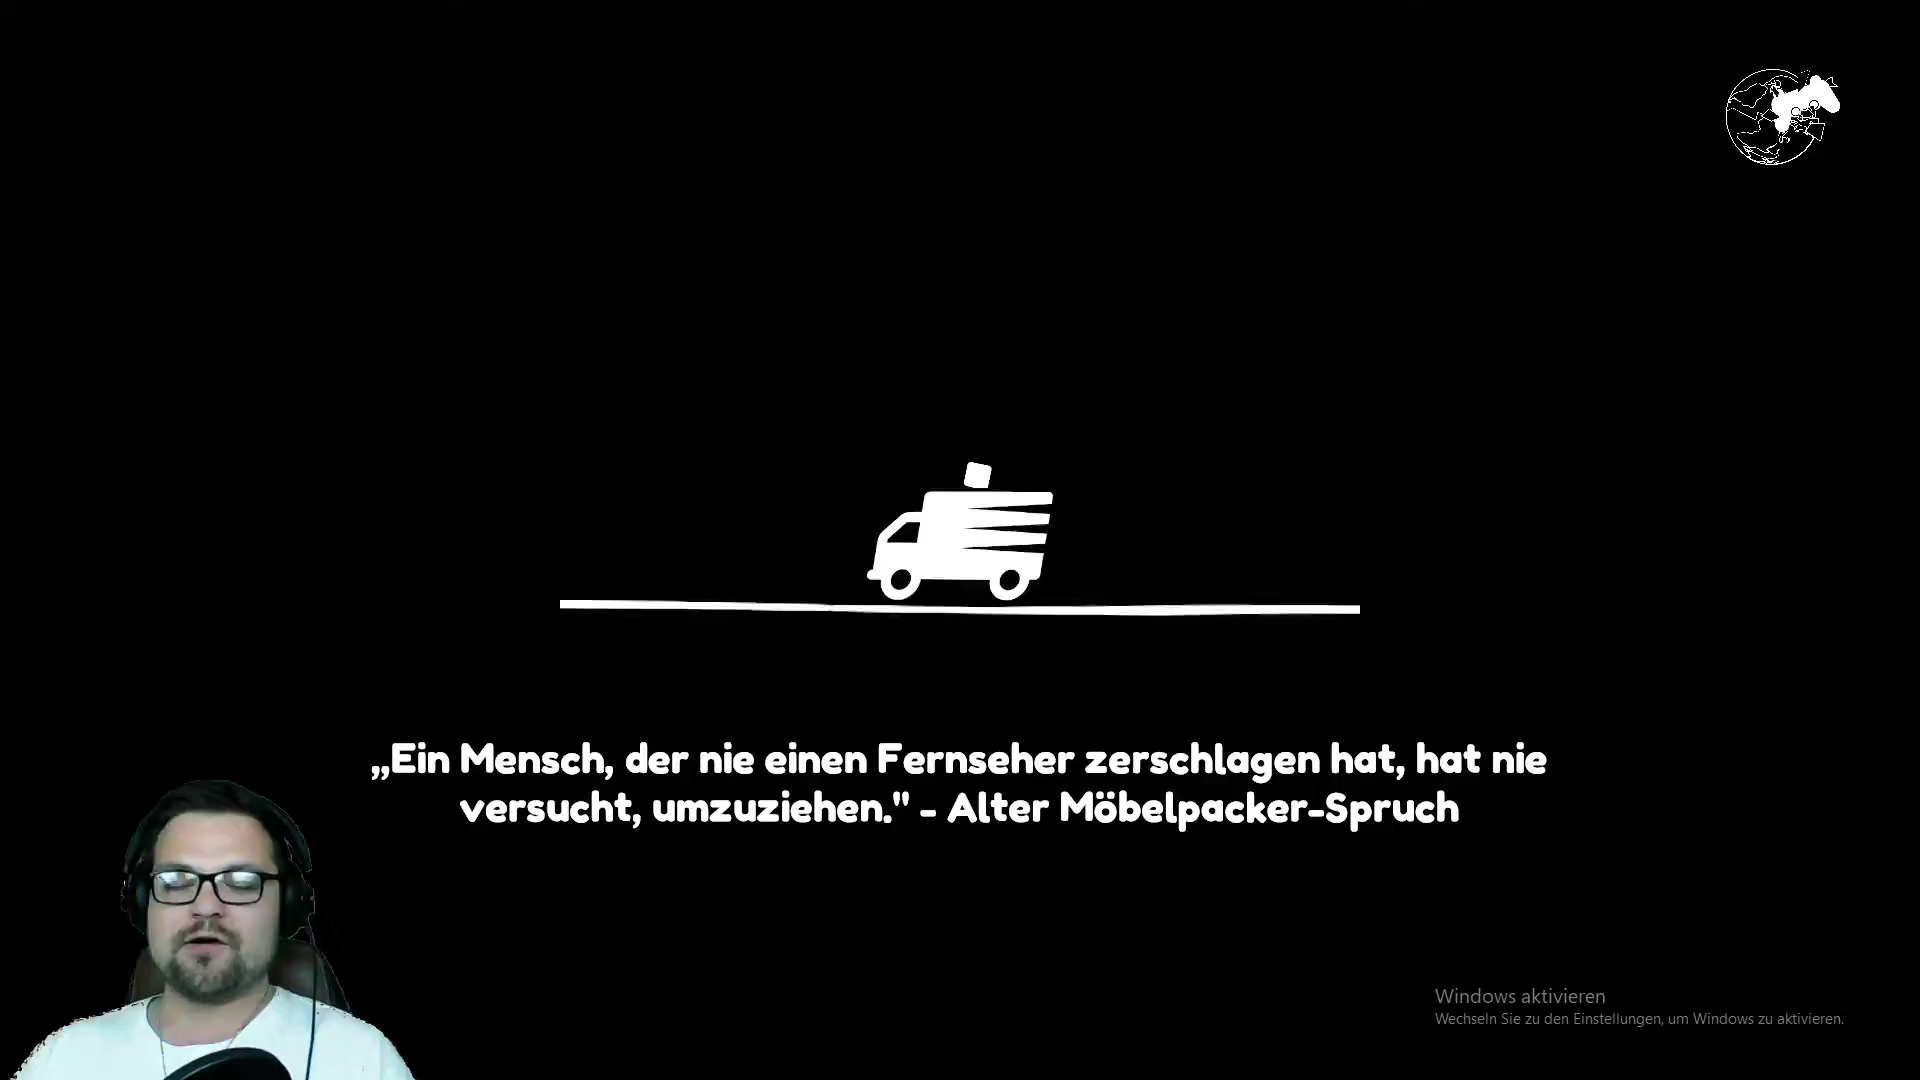 „Ein Mensch, der nie einen Fernseher zerschlagen hat, hat nie
versucht, umzuziehen." - Alter Möbelpacker-Spruch
Windows aktivieren
Wechseln Sie zu den Einstellungen, um Windows zu aktivieren.